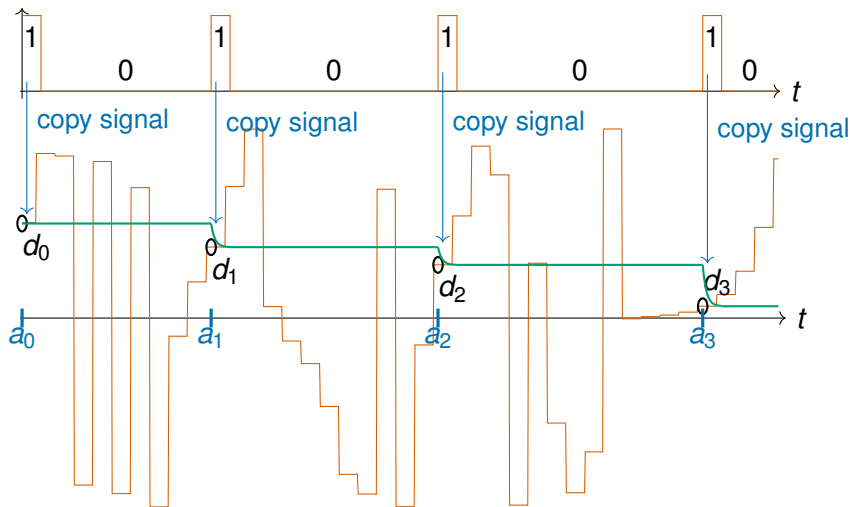 1 1 1 1
0 0 0 0
t
copy signal
copy signal
copy signal
copy signal
d₀
d₁
d₂
d₃
t
a₀ a₁ a₂ a₃